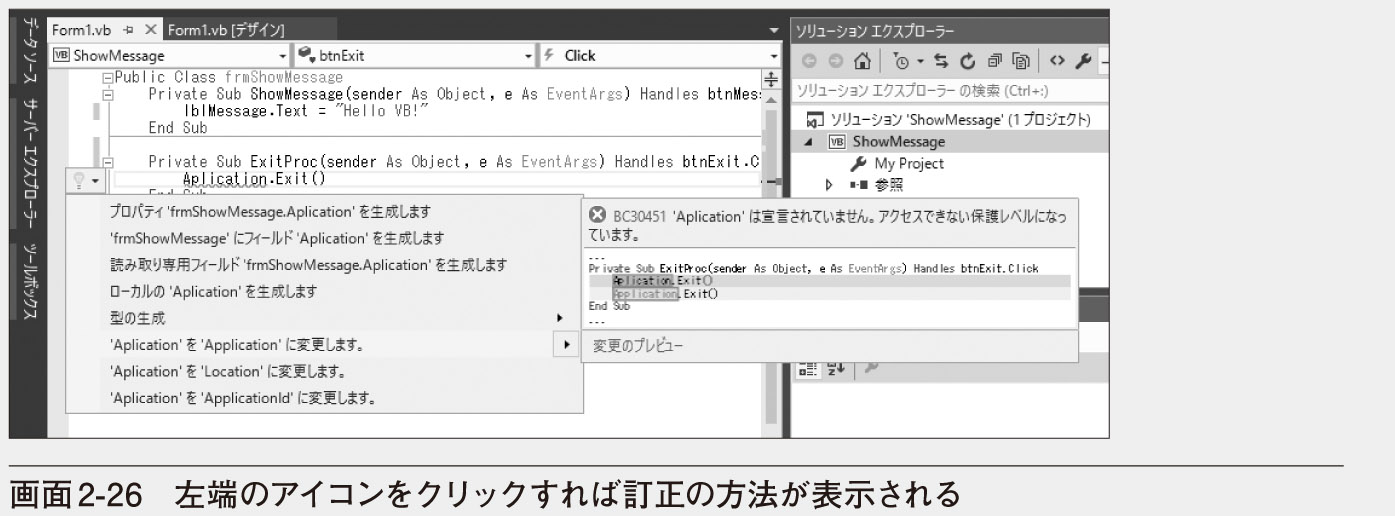 データソース
サーバー エクスプローラー
ツールボックス
Form1.vb
Form1.vb [デザイン]
VB ShowMessage
btnExit
Click
Public Class frmShowMessage
Private Sub ShowMessage(sender As Object, e As EventArgs) Handles btnMes
lblMessage.Text = "Hello VB!"
End Sub
Private Sub ExitProc(sender As Object, e As EventArgs) Handles btnExit.C
Aplication.Exit()
End Sub
プロパティ 'frmShowMessage.Aplication' を生成します
'frmShowMessage' にフィールド 'Aplication' を生成します
読み取り専用フィールド 'frmShowMessage.Aplication' を生成します
ローカルの 'Aplication' を生成します
型の生成
'Aplication' を 'Application' に変更します。
'Aplication' を 'Location' に変更します。
'Aplication' を 'ApplicationId' に変更します。
BC30451 'Aplication' は宣言されていません。アクセスできない保護レベルになっ
ています。
...
Private Sub ExitProc(sender As Object, e As EventArgs) Handles btnExit.Click
Aplication.Exit()
Application.Exit()
End Sub
...
変更のプレビュー
ソリューション エクスプローラー
ソリューション エクスプローラー の検索 (Ctrl+:)
ソリューション 'ShowMessage' (1 プロジェクト)
VB ShowMessage
My Project
参照
画面2-26 左端のアイコンをクリックすれば訂正の方法が表示される